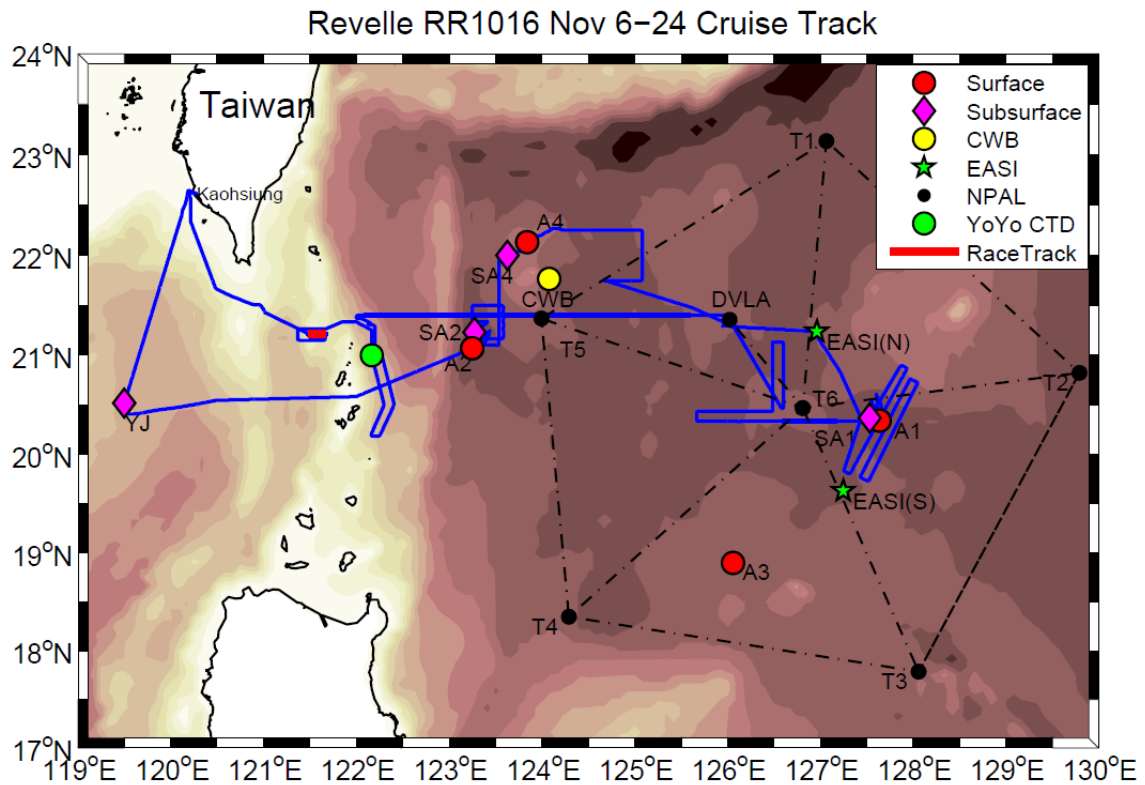 Revelle RR1016 Nov 6−24 Cruise Track
24°N
23°N
22°N
21°N
20°N
19°N
18°N
17°N
Taiwan
Kaohsiung
Surface
Subsurface
CWB
EASI
NPAL
YoYo CTD
RaceTrack
T1
A4
SA4
CWB
DVLA
SA2
T5
EASI(N)
A2
T2
T6
YJ
SA1
A1
EASI(S)
A3
T4
T3
119°E
120°E
121°E
122°E
123°E
124°E
125°E
126°E
127°E
128°E
129°E
130°E